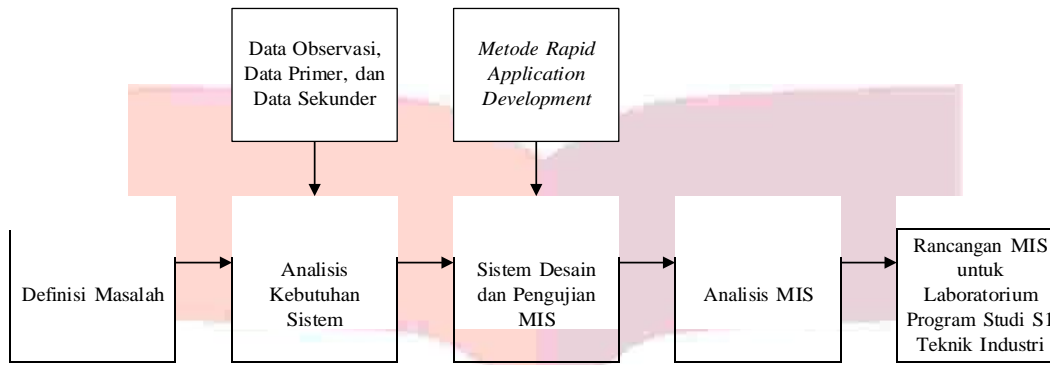 Data Observasi,
Data Primer, dan
Data Sekunder
Metode Rapid
Application
Development
Definisi Masalah
Analisis
Kebutuhan
Sistem
Sistem Desain
dan Pengujian
MIS
Analisis MIS
Rancangan MIS
untuk
Laboratorium
Program Studi S1
Teknik Industri